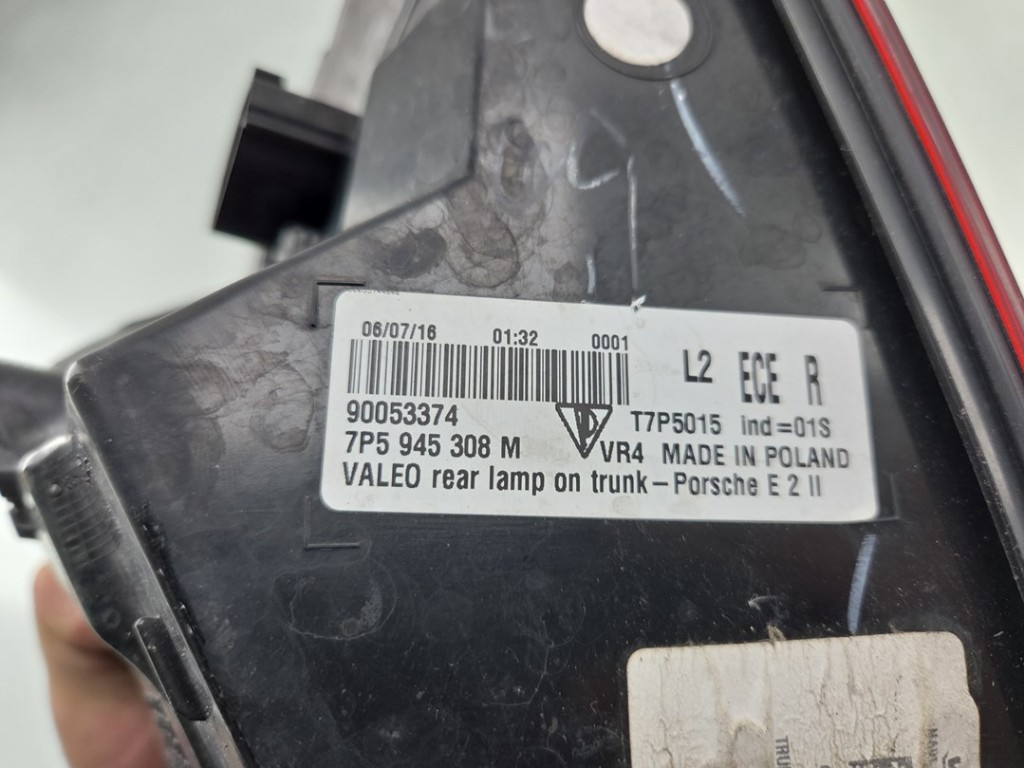 06/07/16 01:32 0001
L2 ECE R
90053374
T7P5015 ind=01S
7P5 945 308 M VR4 MADE IN POLAND
VALEO rear lamp on trunk-Porsche E 2 II